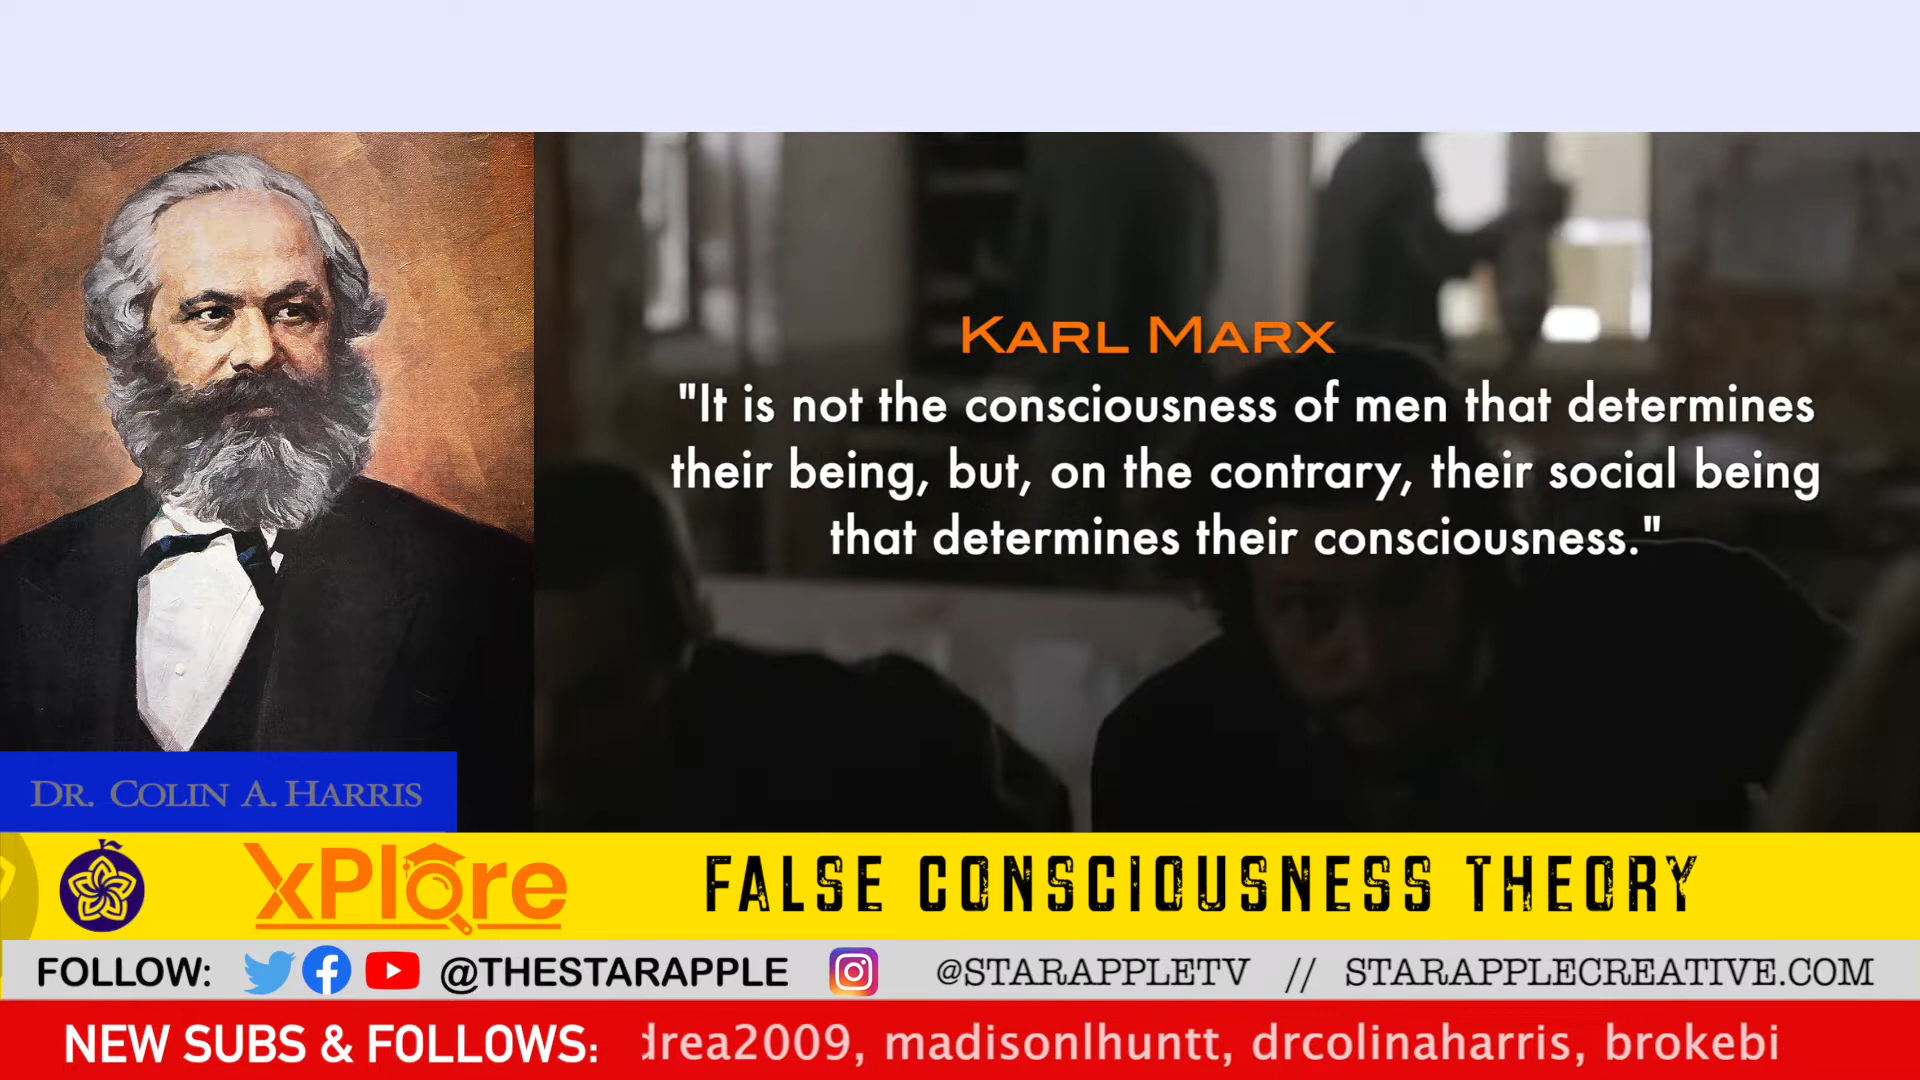 KARL MARX
"It is not the consciousness of men that determines
their being, but, on the contrary, their social being
that determines their consciousness."
DR. COLIN A. HARRIS
xPlore
FALSE CONSCIOUSNESS THEORY
FOLLOW: @THESTARAPPLE @STARAPPLETV // STARAPPLECREATIVE.COM
NEW SUBS & FOLLOWS: drea2009, madisonlhuntt, drcolinaharris, brokebi